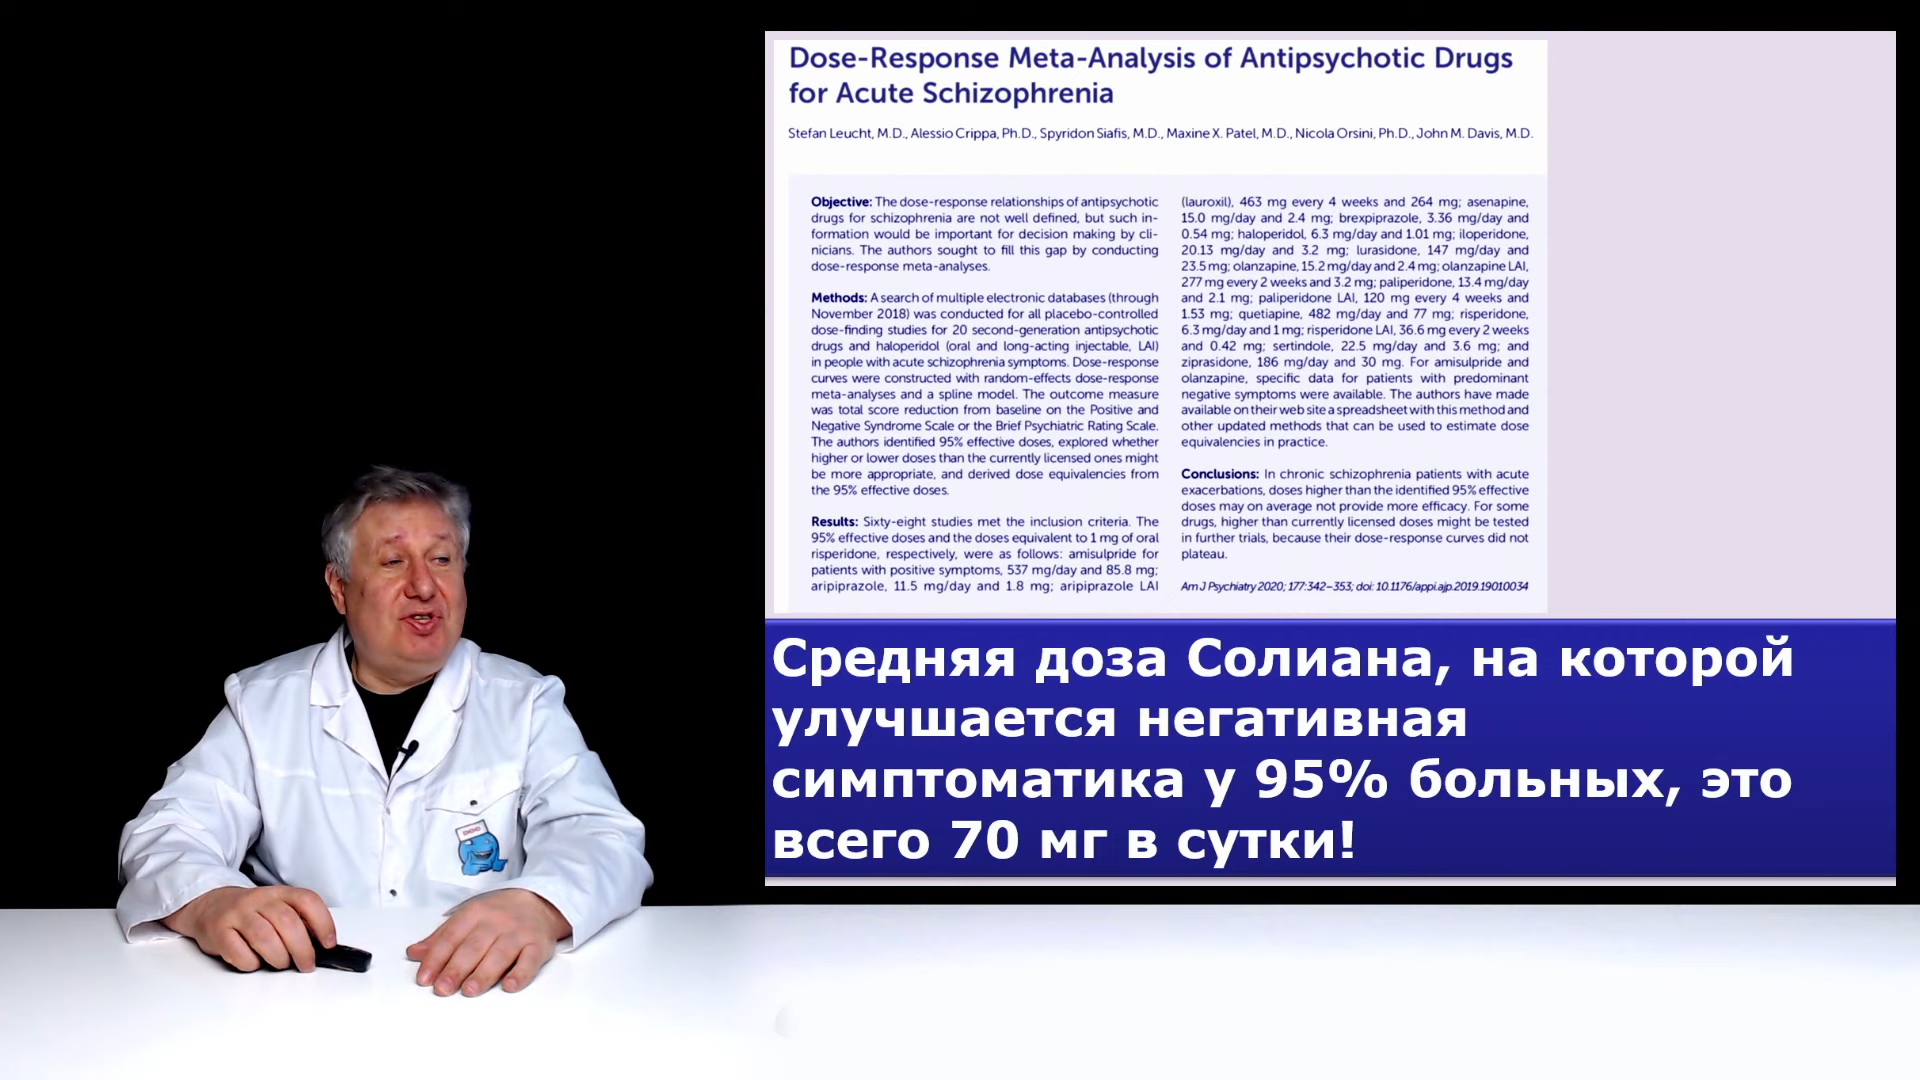 Dose-Response Meta-Analysis of Antipsychotic Drugs
for Acute Schizophrenia
Stefan Leucht, M.D., Alessio Crippa, Ph.D., Spyridon Siafis, M.D., Maxine X. Patel, M.D., Nicola Orsini, Ph.D., John M. Davis, M.D.
Objective: The dose-response relationships of antipsychotic
drugs for schizophrenia are not well defined, but such in-
formation would be important for decision making by cli-
nicians. The authors sought to fill this gap by conducting
dose-response meta-analyses.
Methods: A search of multiple electronic databases (through
November 2018) was conducted for all placebo-controlled
dose-finding studies for 20 second-generation antipsychotic
drugs and haloperidol (oral and long-acting injectable, LAI)
in people with acute schizophrenia symptoms. Dose-response
curves were constructed with random-effects dose-response
meta-analyses and a spline model. The outcome measure
was total score reduction from baseline on the Positive and
Negative Syndrome Scale or the Brief Psychiatric Rating Scale.
The authors identified 95% effective doses, explored whether
higher or lower doses than the currently licensed ones might
be more appropriate, and derived dose equivalencies from
the 95% effective doses.
Results: Sixty-eight studies met the inclusion criteria. The
95% effective doses and the doses equivalent to 1 mg of oral
risperidone, respectively, were as follows: amisulpride for
patients with positive symptoms, 537 mg/day and 85.8 mg;
aripiprazole, 11.5 mg/day and 1.8 mg; aripiprazole LAI
(lauroxil), 463 mg every 4 weeks and 264 mg; asenapine,
15.0 mg/day and 2.4 mg; brexpiprazole, 3.36 mg/day and
0.54 mg; haloperidol, 6.3 mg/day and 1.01 mg; iloperidone,
20.13 mg/day and 3.2 mg; lurasidone, 147 mg/day and
23.5 mg; olanzapine, 15.2 mg/day and 2.4 mg; olanzapine LAI,
277 mg every 2 weeks and 3.2 mg; paliperidone, 13.4 mg/day
and 2.1 mg; paliperidone LAI, 120 mg every 4 weeks and
1.53 mg; quetiapine, 482 mg/day and 77 mg; risperidone,
6.3 mg/day and 1 mg; risperidone LAI, 36.6 mg every 2 weeks
and 0.42 mg; sertindole, 22.5 mg/day and 3.6 mg; and
ziprasidone, 186 mg/day and 30 mg. For amisulpride and
olanzapine, specific data for patients with predominant
negative symptoms were available. The authors have made
available on their web site a spreadsheet with this method and
other updated methods that can be used to estimate dose
equivalencies in practice.
Conclusions: In chronic schizophrenia patients with acute
exacerbations, doses higher than the identified 95% effective
doses may on average not provide more efficacy. For some
drugs, higher than currently licensed doses might be tested
in further trials, because their dose-response curves did not
plateau.
Am J Psychiatry 2020; 177:342–353; doi: 10.1176/appi.ajp.2019.19010034
Средняя доза Солиана, на которой
улучшается негативная
симптоматика у 95% больных, это
всего 70 мг в сутки!